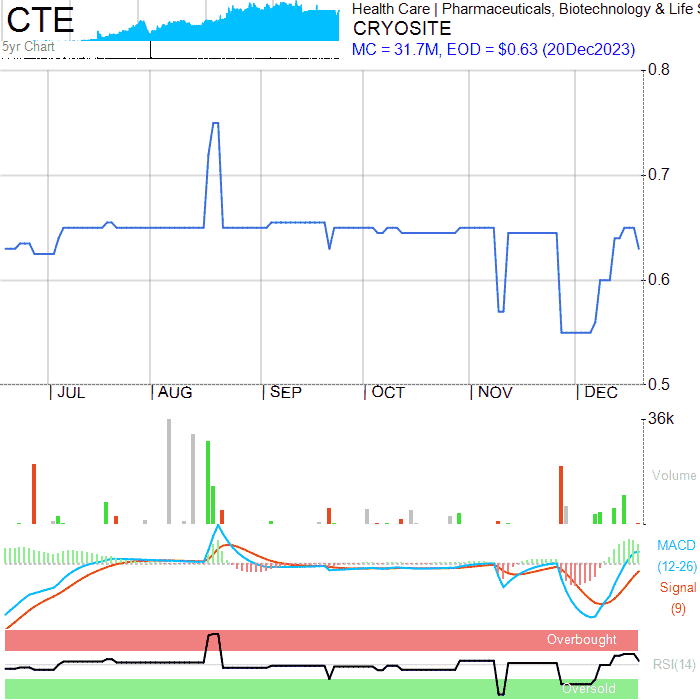 CTE
Health Care | Pharmaceuticals, Biotechnology & Life S
CRYOSITE
5yr Chart
MC = 31.7M, EOD = $0.63 (20Dec2023)
0.8
0.7
0.6
0.5
JUL AUG SEP OCT NOV DEC
36k
Volume
MACD
(12-26)
Signal
(9)
Overbought
RSI(14)
Oversold